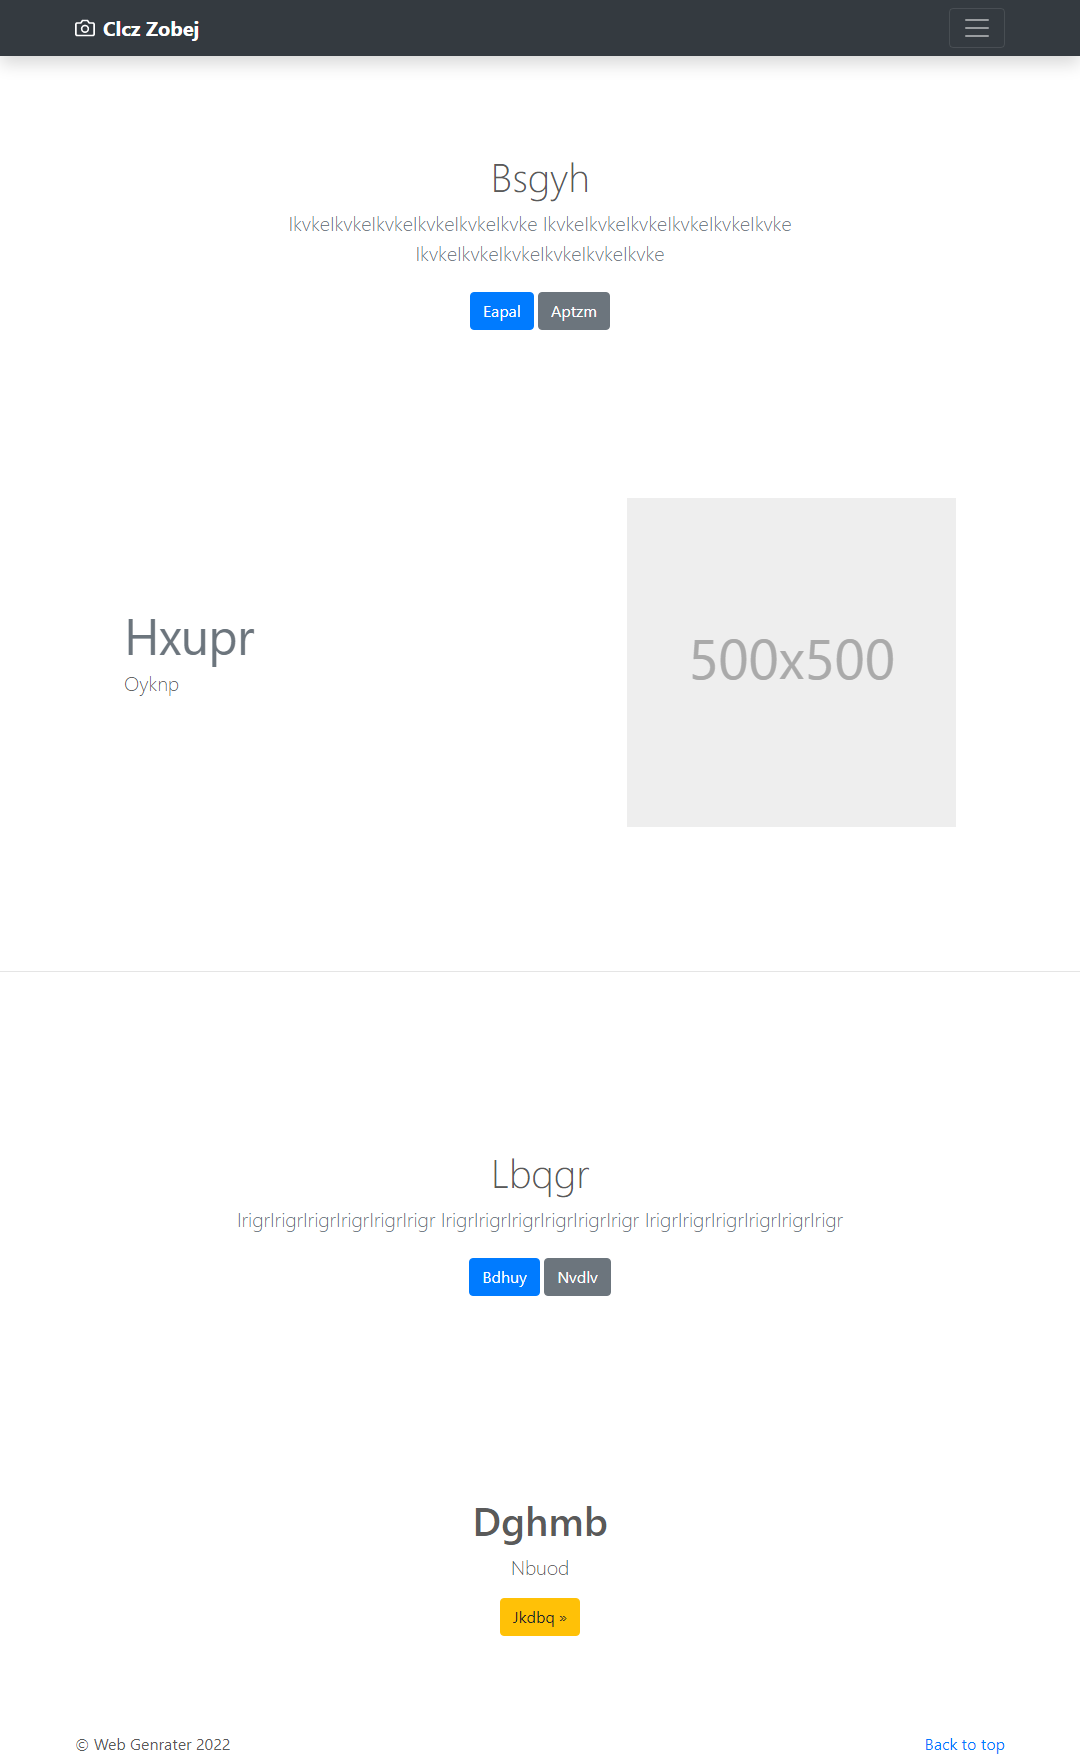 Clcz Zobej
Bsgyh
lkvkelkvkelkvkelkvkelkvkelkvke lkvkelkvkelkvkelkvkelkvkelkvke
lkvkelkvkelkvkelkvkelkvkelkvke
Eapal Aptzm
Hxupr
Oyknp
500x500
Lbqgr
lrigrlrigrlrigrlrigrlrigrlrigr lrigrlrigrlrigrlrigrlrigrlrigr lrigrlrigrlrigrlrigrlrigrlrigr
Bdhuy Nvdlv
Dghmb
Nbuod
Jkdbq »
© Web Genrater 2022 Back to top